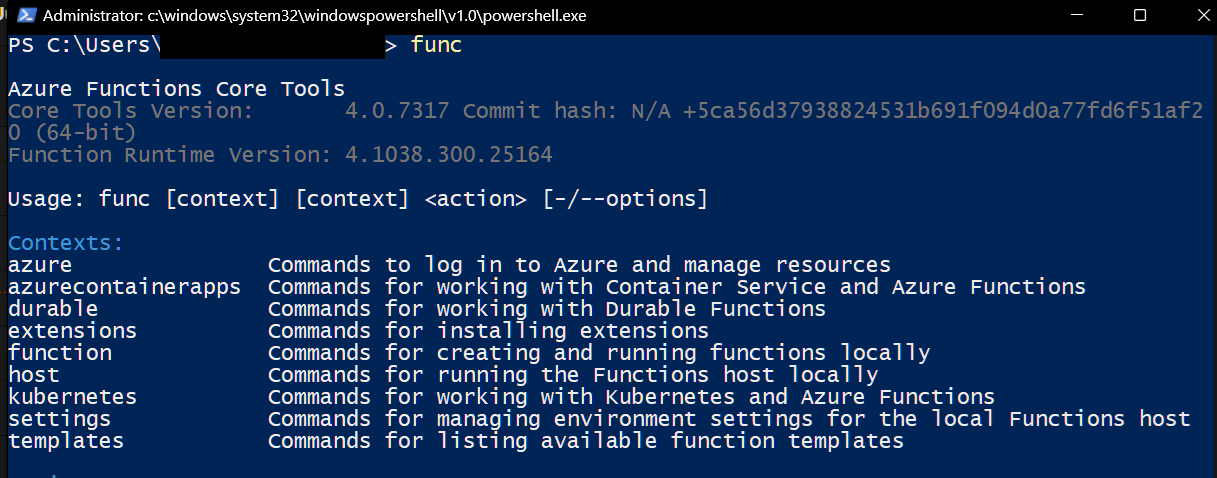 Administrator: c:\windows\system32\windowspowershell\v1.0\powershell.exe
PS C:\Users\ > func
Azure Functions Core Tools
Core Tools Version:       4.0.7317 Commit hash: N/A +5ca56d37938824531b691f094d0a77fd6f51af2
0 (64-bit)
Function Runtime Version: 4.1038.300.25164
Usage: func [context] [context] <action> [-/--options]
Contexts:
azure               Commands to log in to Azure and manage resources
azurecontainerapps  Commands for working with Container Service and Azure Functions
durable             Commands for working with Durable Functions
extensions          Commands for installing extensions
function            Commands for creating and running functions locally
host                Commands for running the Functions host locally
kubernetes          Commands for working with Kubernetes and Azure Functions
settings            Commands for managing environment settings for the local Functions host
templates           Commands for listing available function templates